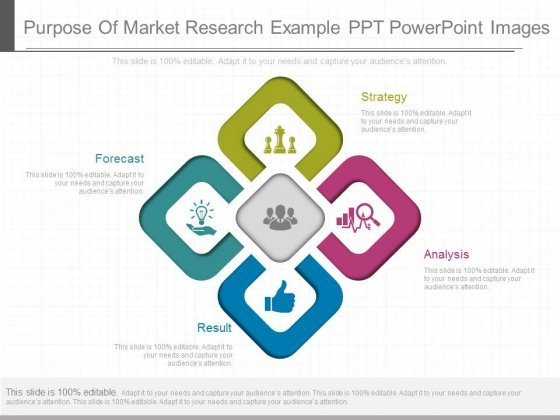 Purpose Of Market Research Example PPT PowerPoint Images
This slide is 100% editable. Adapt it to your needs and capture your audience's attention.
Strategy
This slide is 100% editable. Adapt it
to your needs and capture your
audience's attention.
Forecast
This slide is 100% editable. Adapt it to
your needs and capture your
audience's attention.
Analysis
This slide is 100% editable. Adapt it
to your needs and capture your
audience's attention.
Result
This slide is 100% editable. Adapt it to
your needs and capture your
audience's attention.
This slide is 100% editable. Adapt it to your needs and capture your audience's attention. This slide is 100% editable. Adapt it to your needs and capture your
audience's attention. This slide is 100% editable. Adapt it to your needs and capture your audience's attention.